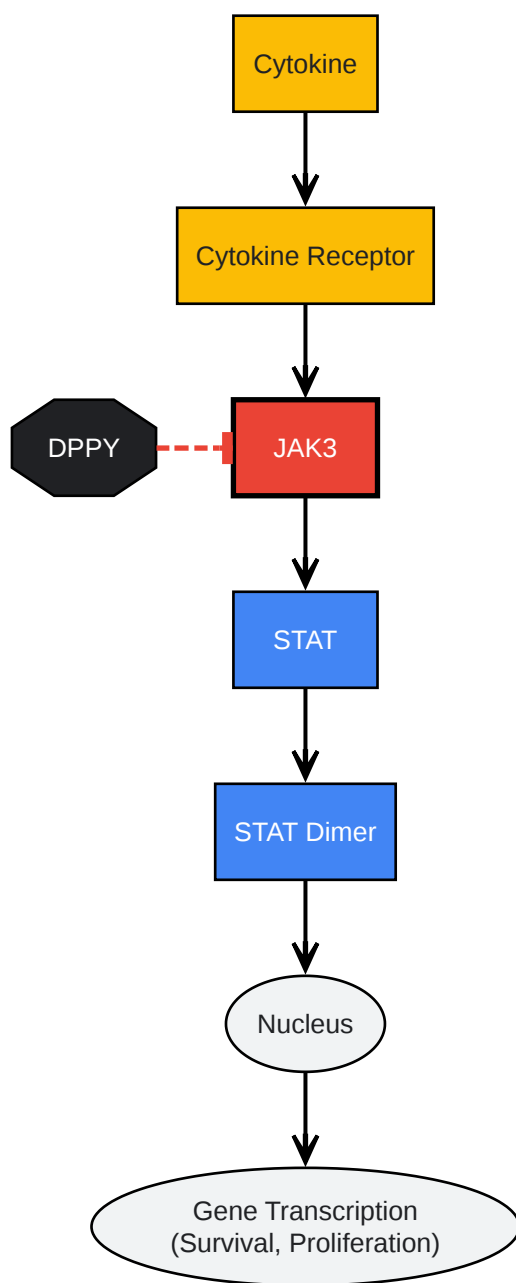 Cytokine
Cytokine Receptor
DPPY
JAK3
STAT
STAT Dimer
Nucleus
Gene Transcription
(Survival, Proliferation)